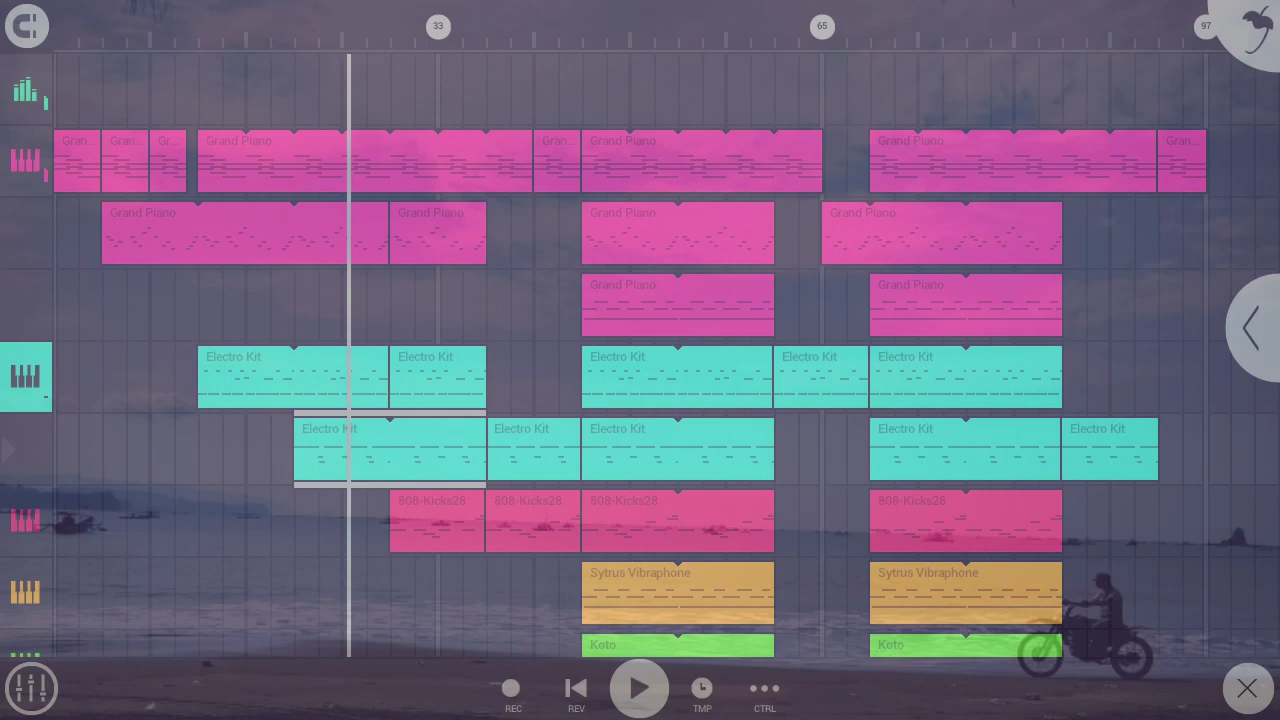 33 65 97
Gran... Gran... Gr... Grand Piano Gran... Grand Piano Grand Piano Gran...
Grand Piano Grand Piano Grand Piano Grand Piano
Grand Piano Grand Piano
Electro Kit Electro Kit Electro Kit Electro Kit Electro Kit
Electro Kit Electro Kit Electro Kit Electro Kit Electro Kit
808-Kicks28 808-Kicks28 808-Kicks28 808-Kicks28
Sytrus Vibraphone Sytrus Vibraphone
Koto Koto
REC REV TMP CTRL